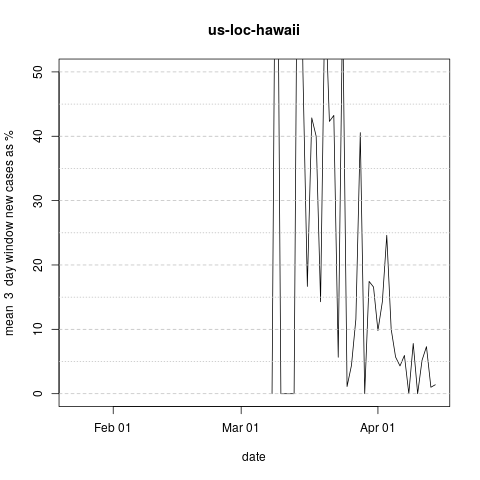 us-loc-hawaii
mean 3 day window new cases as %
50
40
30
20
10
0
Feb 01
Mar 01
Apr 01
date